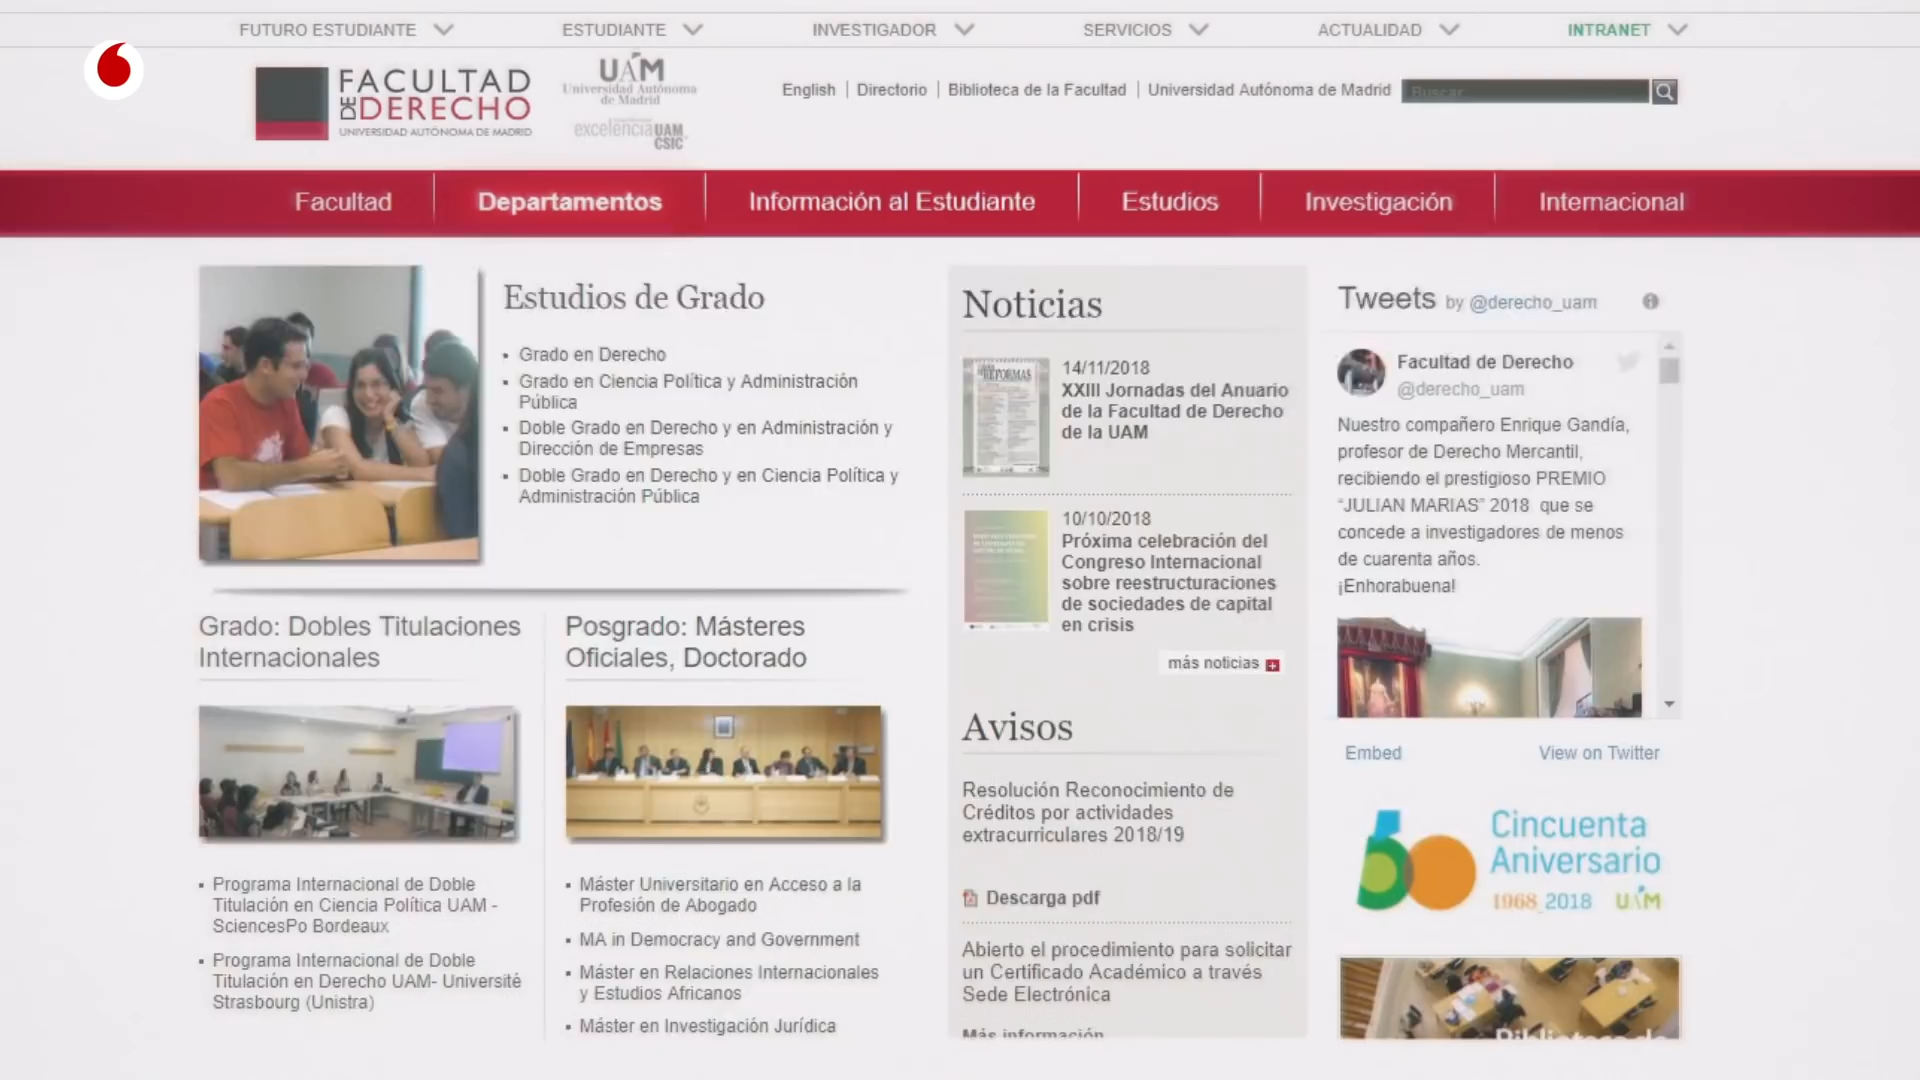 FUTURO ESTUDIANTE
ESTUDIANTE
INVESTIGADOR
SERVICIOS
ACTUALIDAD
INTRANET
FACULTAD
DE DERECHO
UNIVERSIDAD AUTÓNOMA DE MADRID
UAM
Universidad Autónoma
de Madrid
excelencia UAM
CSIC
English
Directorio
Biblioteca de la Facultad
Universidad Autónoma de Madrid
Buscar
Facultad
Departamentos
Información al Estudiante
Estudios
Investigación
Internacional
Estudios de Grado
Grado en Derecho
Grado en Ciencia Política y Administración
Pública
Doble Grado en Derecho y en Administración y
Dirección de Empresas
Doble Grado en Derecho y en Ciencia Política y
Administración Pública
Grado: Dobles Titulaciones
Internacionales
Programa Internacional de Doble
Titulación en Ciencia Política UAM -
SciencesPo Bordeaux
Programa Internacional de Doble
Titulación en Derecho UAM- Université
Strasbourg (Unistra)
Posgrado: Másteres
Oficiales, Doctorado
Máster Universitario en Acceso a la
Profesión de Abogado
MA in Democracy and Government
Máster en Relaciones Internacionales
y Estudios Africanos
Máster en Investigación Jurídica
Noticias
REFORMAS
14/11/2018
XXIII Jornadas del Anuario
de la Facultad de Derecho
de la UAM
10/10/2018
Próxima celebración del
Congreso Internacional
sobre reestructuraciones
de sociedades de capital
en crisis
más noticias
Avisos
Resolución Reconocimiento de
Créditos por actividades
extracurriculares 2018/19
Descarga pdf
Abierto el procedimiento para solicitar
un Certificado Académico a través
Sede Electrónica
Más información
Tweets by @derecho_uam
Facultad de Derecho
@derecho_uam
Nuestro compañero Enrique Gandía,
profesor de Derecho Mercantil,
recibiendo el prestigioso PREMIO
“JULIAN MARIAS” 2018 que se
concede a investigadores de menos
de cuarenta años.
¡Enhorabuena!
Embed
View on Twitter
50
Cincuenta
Aniversario
1968_2018 UAM
Biblioteca de